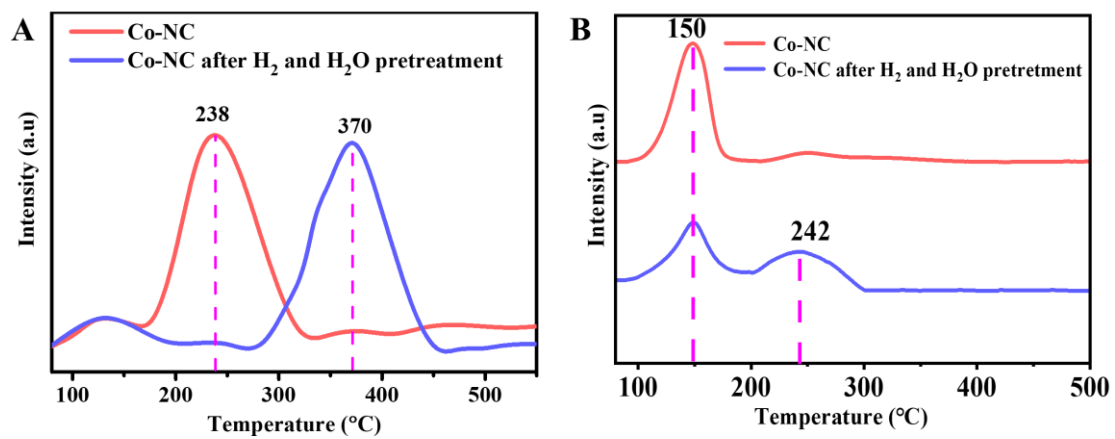 A
Co-NC
Co-NC after H₂ and H₂O pretreatment
238
370
Intensity (a.u)
100
200
300
400
500
Temperature (°C)
B
150
Co-NC
Co-NC after H₂ and H₂O pretretment
242
Intensity (a.u)
100
200
300
400
500
Temperature (°C)